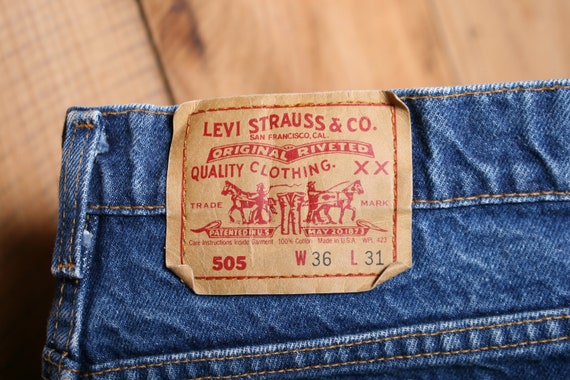 LEVI STRAUSS & CO.
SAN FRANCISCO, CAL.
ORIGINAL RIVETED
QUALITY CLOTHING. XX
TRADE MARK
PATENTED IN U.S. MAY 20 1873
Care Instructions Inside Garment 100% Cotton Made in U.S.A. WPL 423
505 W 36 L 31